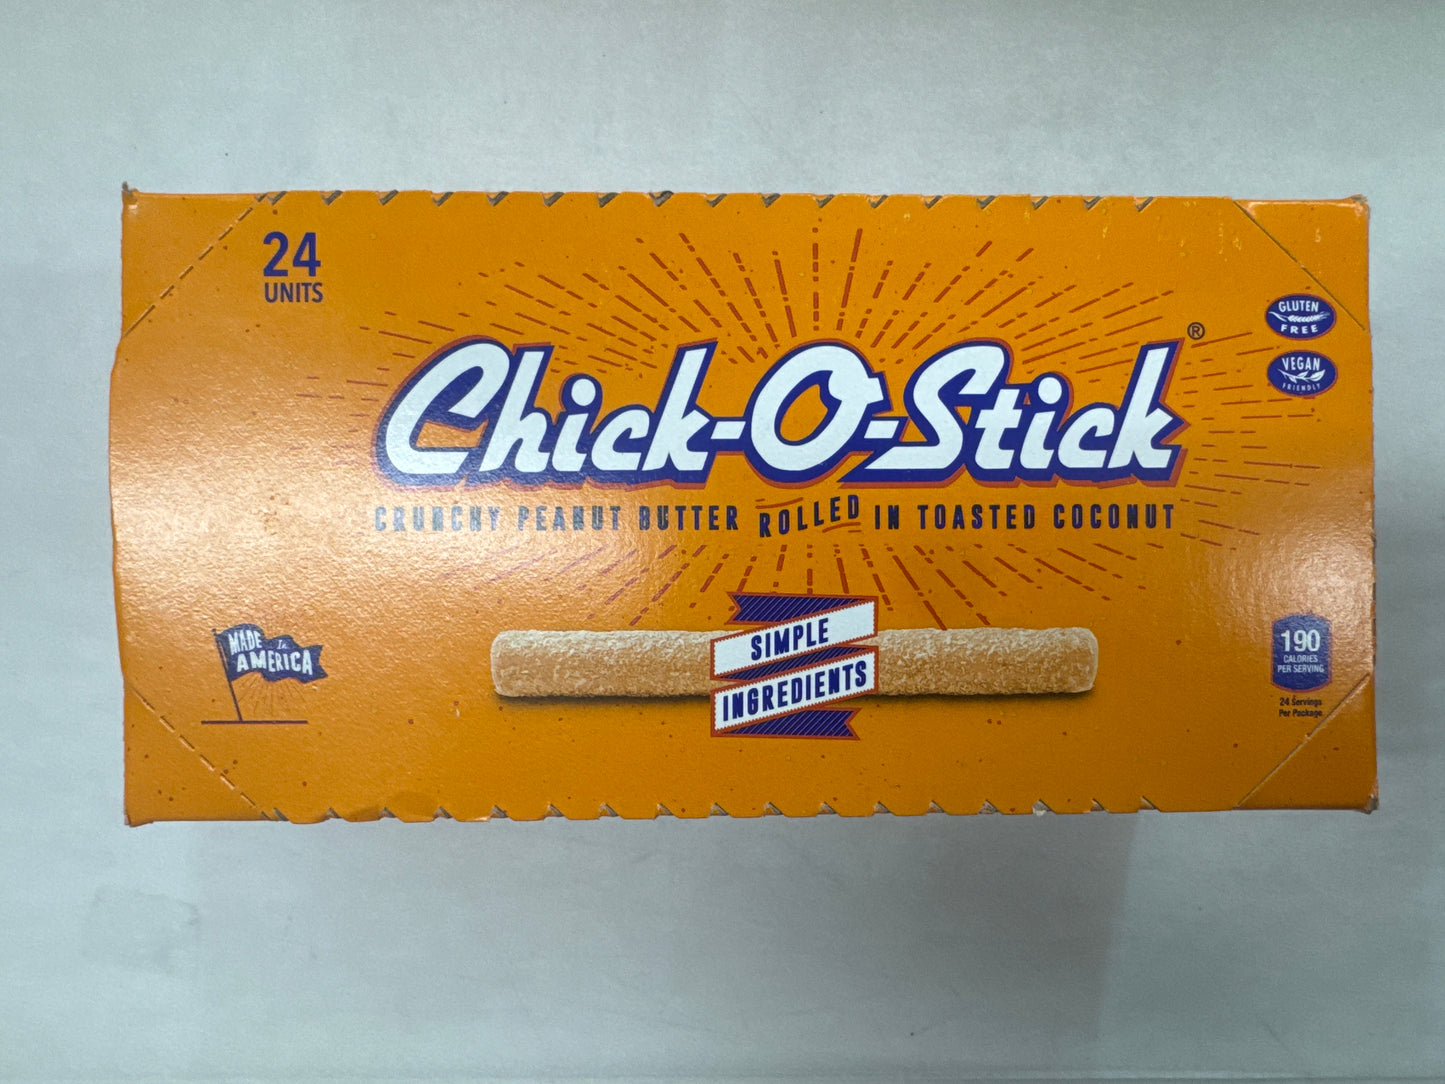 24
UNITS
GLUTEN
FREE
VEGAN
FRIENDLY
Chick-O-Stick®
CRUNCHY PEANUT BUTTER ROLLED IN TOASTED COCONUT
MADE In
AMERICA
SIMPLE
INGREDIENTS
190
CALORIES
PER SERVING
24 Servings
Per Package